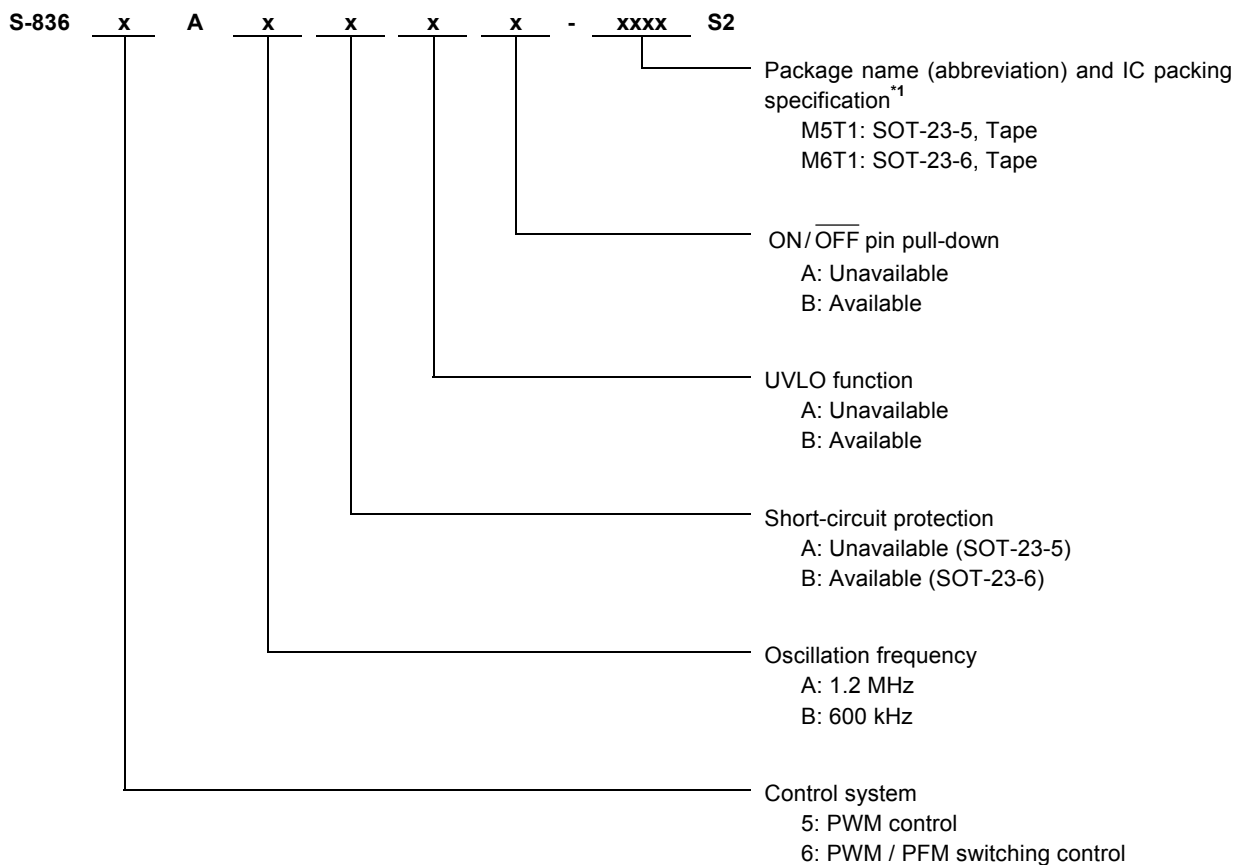 S-836 x A x x x x - xxxx S2
Package name (abbreviation) and IC packing
specification*1
M5T1: SOT-23-5, Tape
M6T1: SOT-23-6, Tape
ON/OFF pin pull-down
A: Unavailable
B: Available
UVLO function
A: Unavailable
B: Available
Short-circuit protection
A: Unavailable (SOT-23-5)
B: Available (SOT-23-6)
Oscillation frequency
A: 1.2 MHz
B: 600 kHz
Control system
5: PWM control
6: PWM / PFM switching control